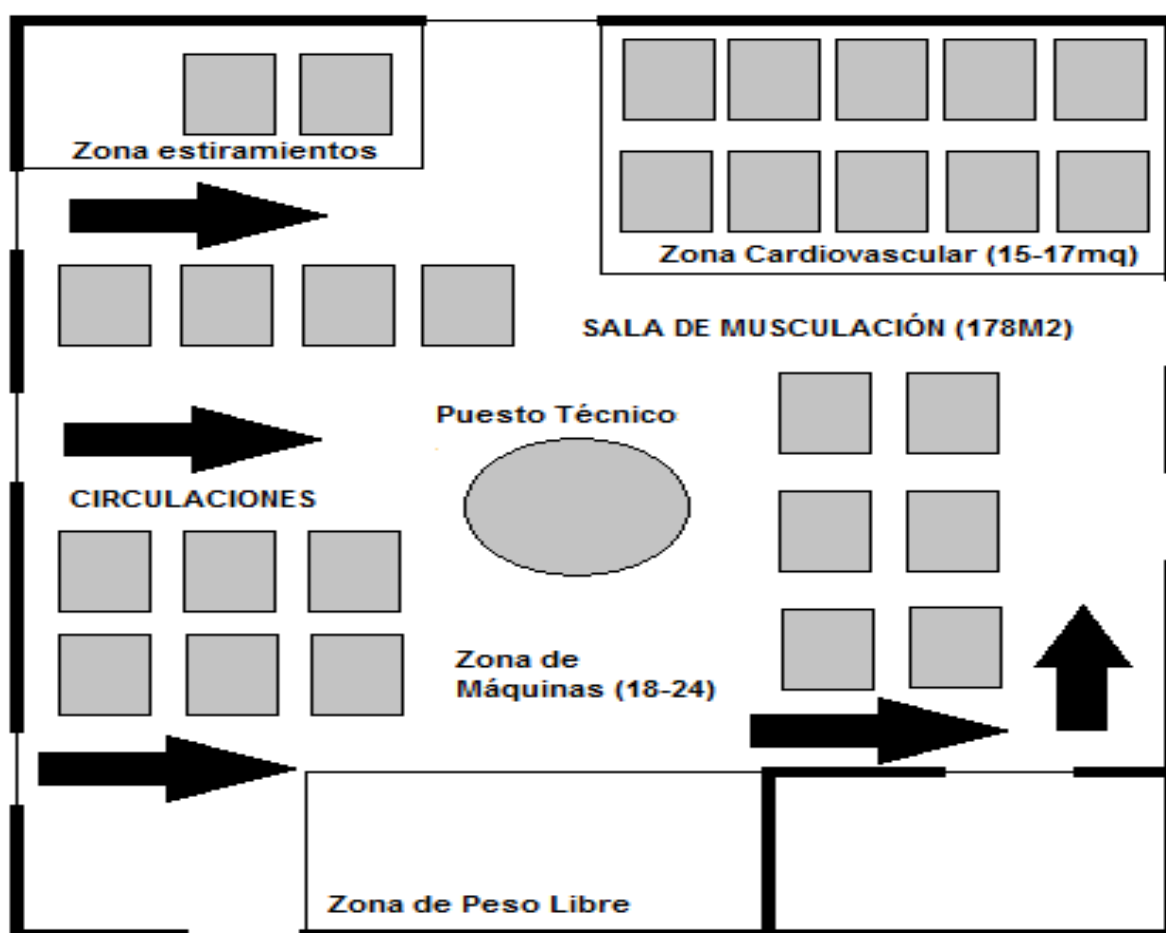 Zona estiramientos
Zona Cardiovascular (15-17mq)
SALA DE MUSCULACIÓN (178M2)
Puesto Técnico
CIRCULACIONES
Zona de
Máquinas (18-24)
Zona de Peso Libre